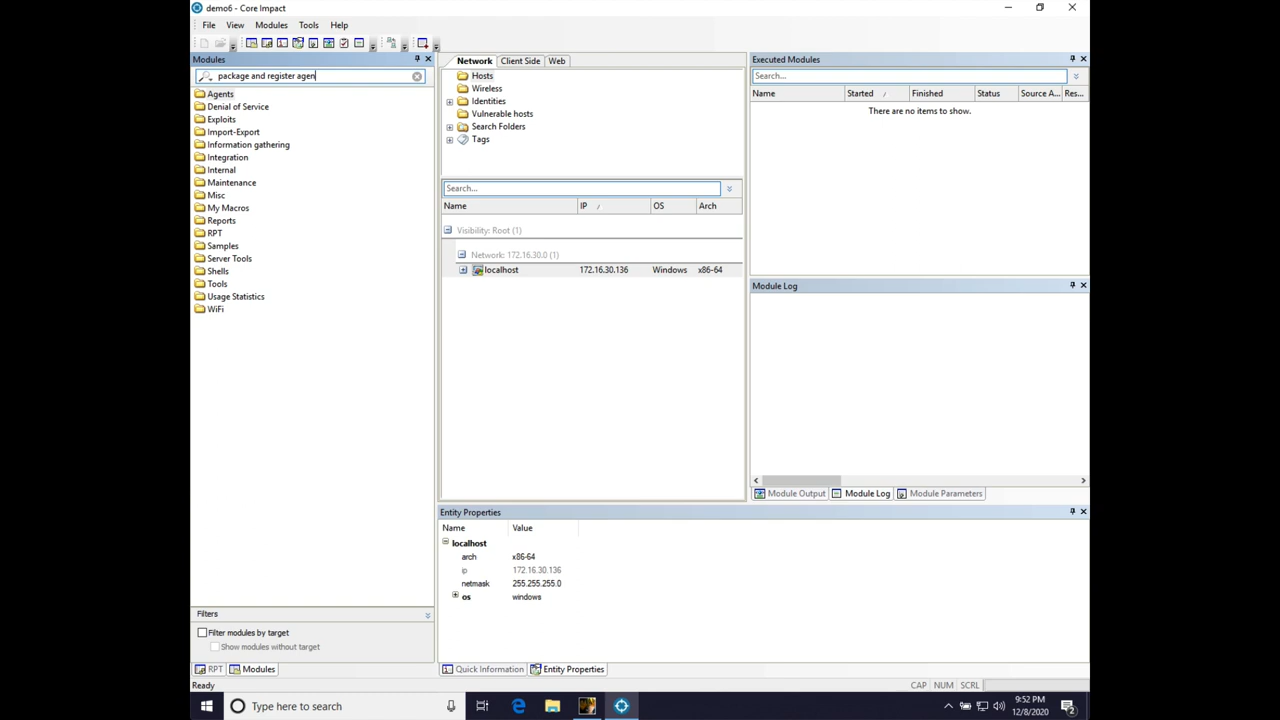 demo6 - Core Impact
File View Modules Tools Help
Modules
package and register agen
Agents
Denial of Service
Exploits
Import-Export
Information gathering
Integration
Internal
Maintenance
Misc
My Macros
Reports
RPT
Samples
Server Tools
Shells
Tools
Usage Statistics
WiFi
Filters
Filter modules by target
Show modules without target
RPT Modules
Network Client Side Web
Hosts
Wireless
Identities
Vulnerable hosts
Search Folders
Tags
Search...
Name IP OS Arch
Visibility: Root (1)
Network: 172.16.30.0 (1)
localhost 172.16.30.136 Windows x86-64
Executed Modules
Search...
Name Started Finished Status Source A... Res...
There are no items to show.
Module Log
Module Output Module Log Module Parameters
Entity Properties
Name Value
localhost
arch x86-64
ip 172.16.30.136
netmask 255.255.255.0
os windows
Quick Information Entity Properties
Ready
CAP NUM SCRL
Type here to search
9:52 PM
12/8/2020
2